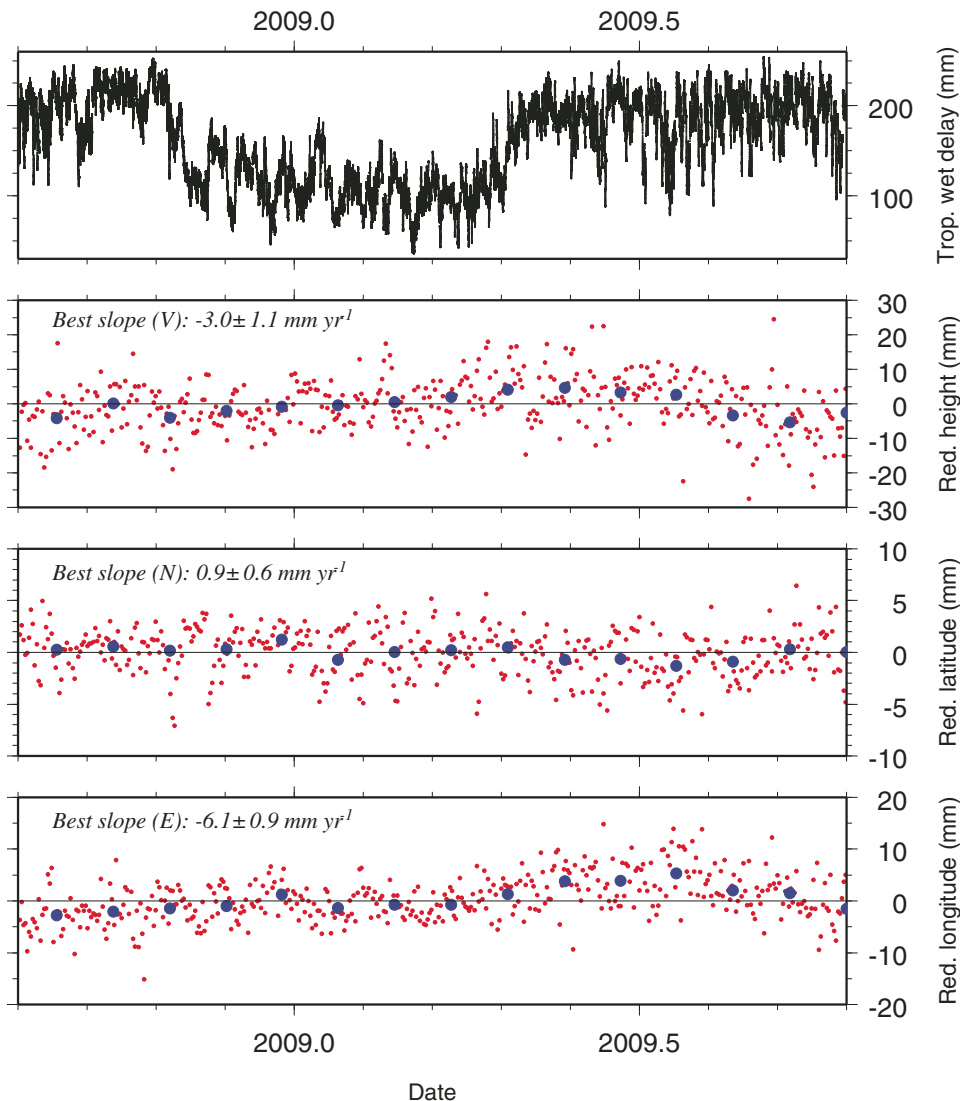 2009.0 2009.5
200
100
Trop. wet delay (mm)
Best slope (V): -3.0± 1.1 mm yr-1
30
20
10
0
-10
-20
-30
Red. height (mm)
Best slope (N): 0.9± 0.6 mm yr-1
10
5
0
-5
-10
Red. latitude (mm)
Best slope (E): -6.1± 0.9 mm yr-1
20
10
0
-10
-20
Red. longitude (mm)
2009.0 2009.5
Date